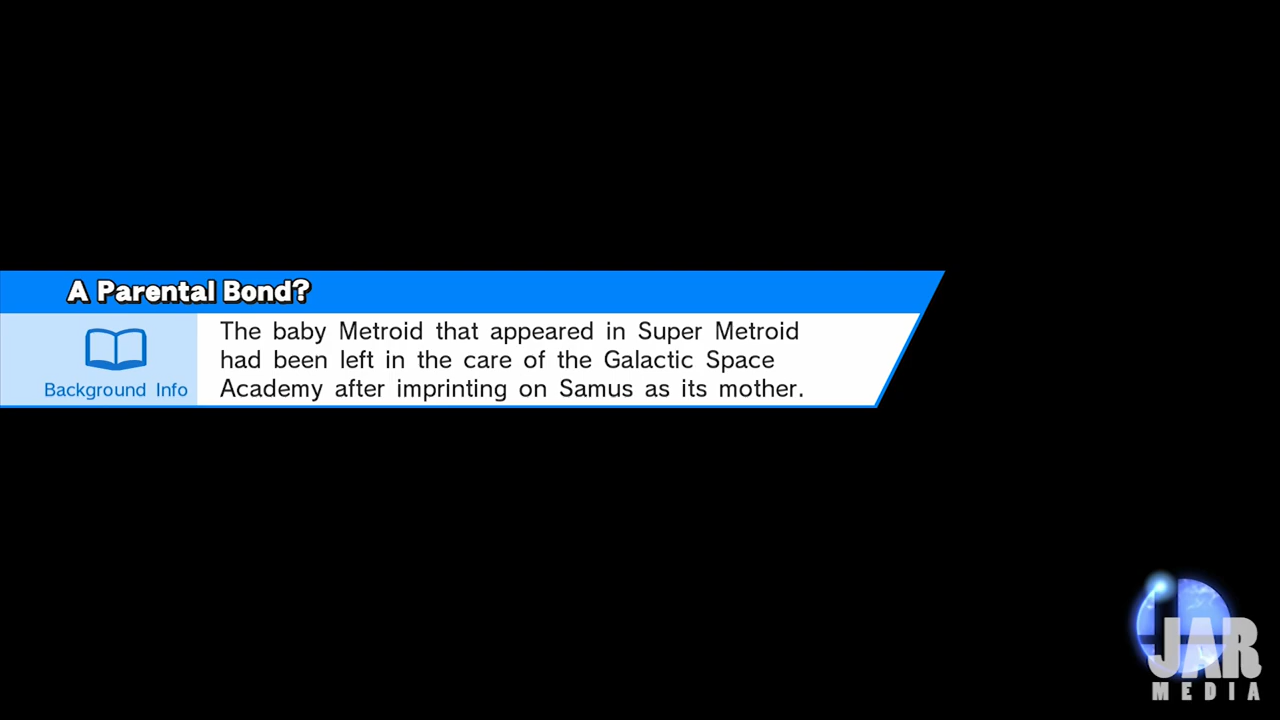 A Parental Bond?
The baby Metroid that appeared in Super Metroid
had been left in the care of the Galactic Space
Academy after imprinting on Samus as its mother.
Background Info
JAR
MEDIA